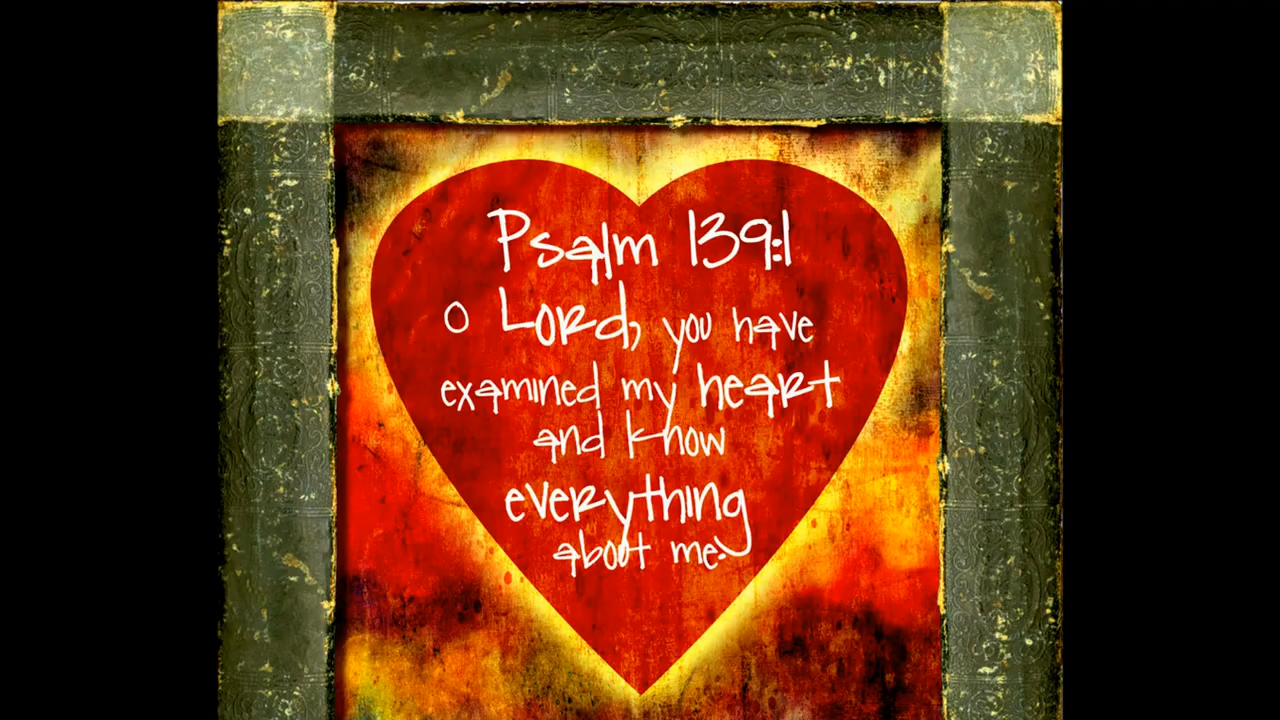 Psalm 139:1
o Lord, you have
examined my heart
and know
everything
about me.